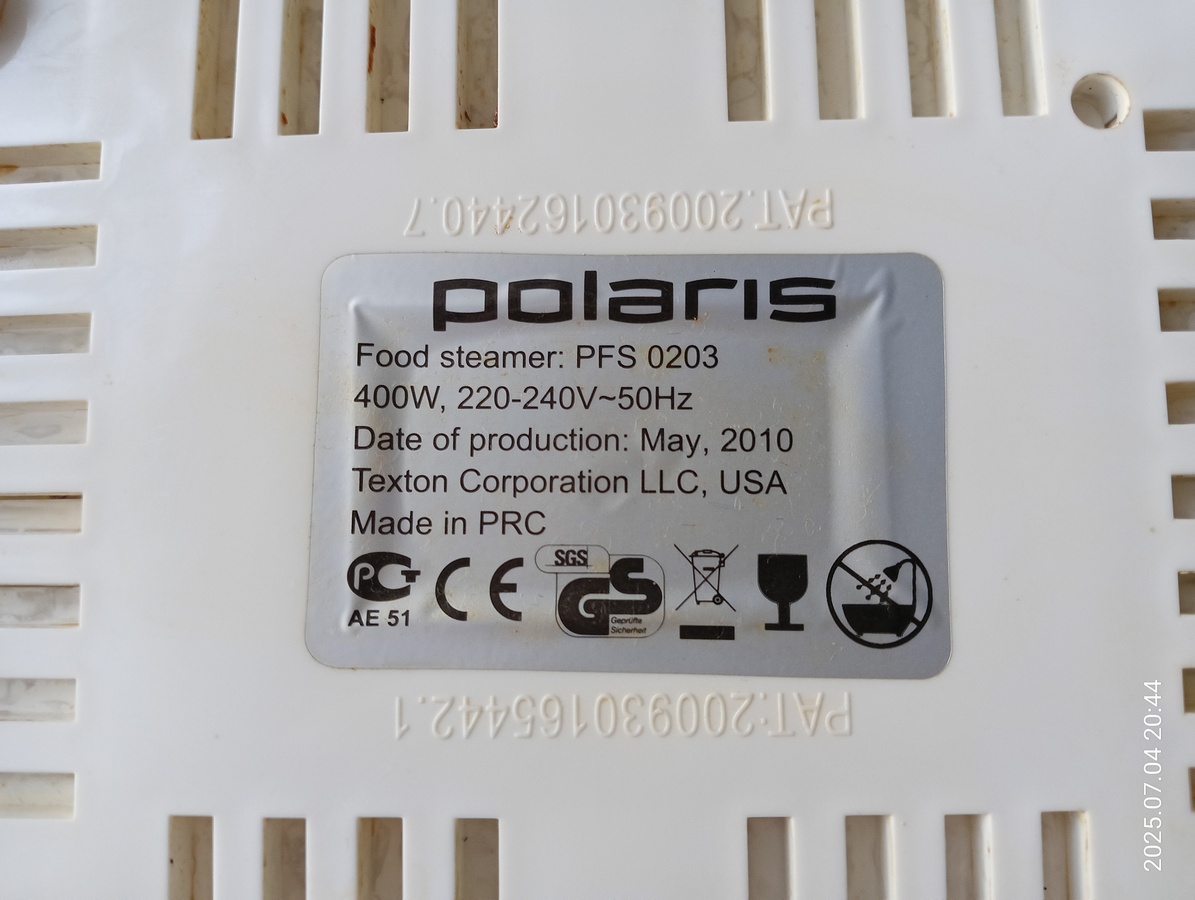 PAT.200930162440.7
polaris
Food steamer: PFS 0203
400W, 220-240V~50Hz
Date of production: May, 2010
Texton Corporation LLC, USA
Made in PRC
PCT
AE 51
CE
SGS
GS
Geprüfte
Sicherheit
PAT:200930165442.1
2025.07.04 20:44